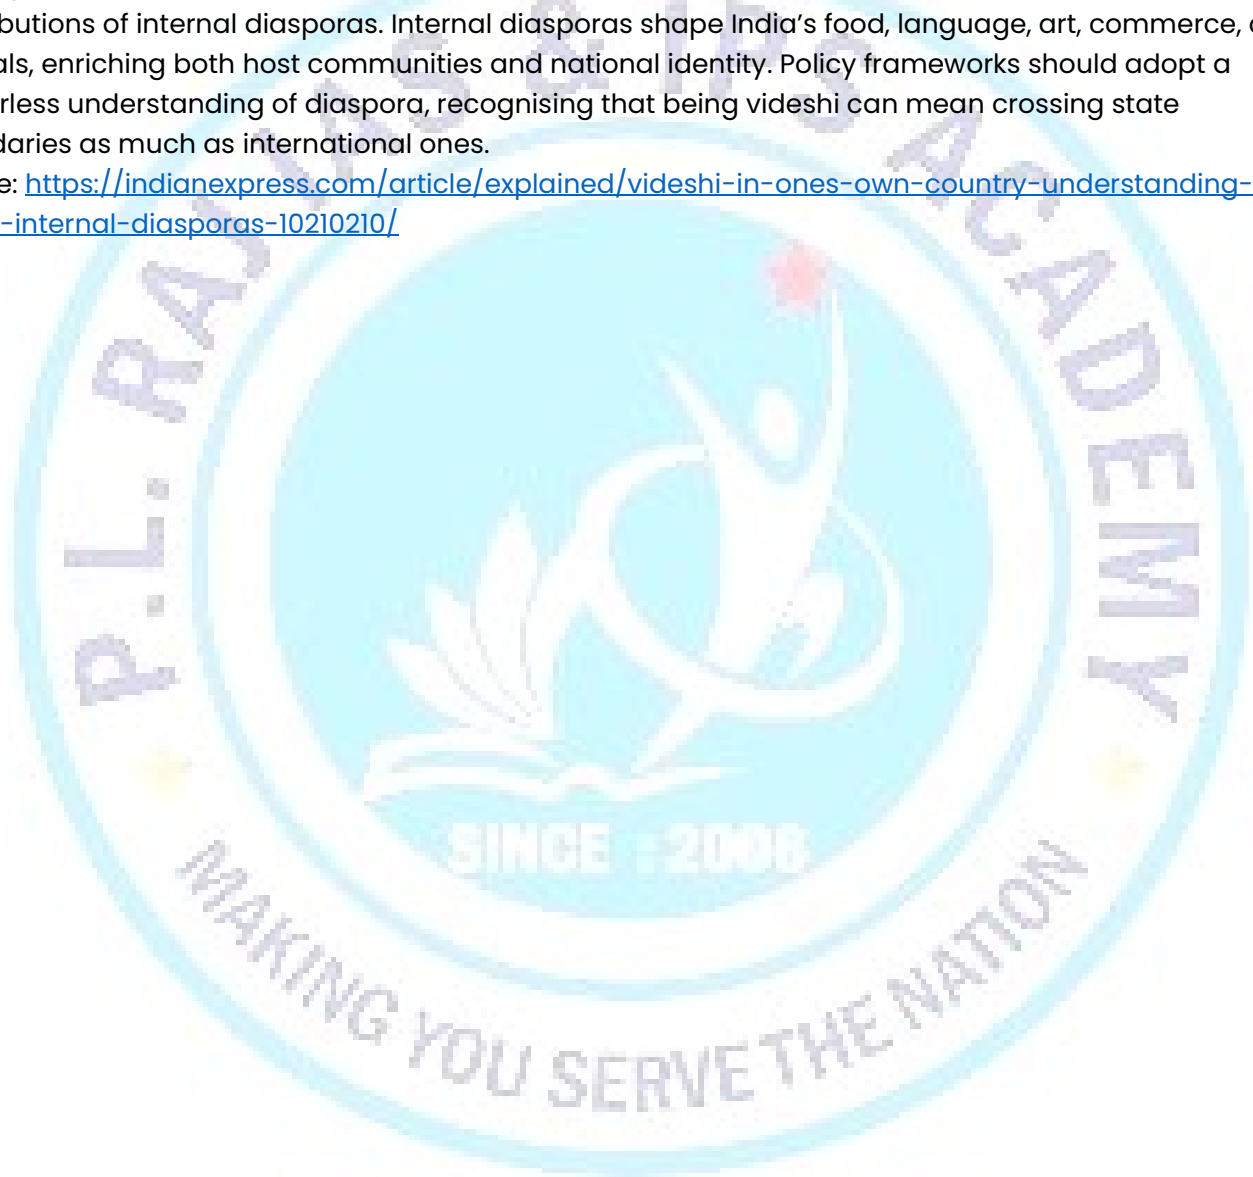 butions of internal diasporas. Internal diasporas shape India's food, language, art, commerce,
als, enriching both host communities and national identity. Policy frameworks should adopt a
rless understanding of diaspora, recognising that being videshi can mean crossing state
daries as much as international ones.
e: https://indianexpress.com/article/explained/videshi-in-ones-own-country-understanding-
-internal-diasporas-10210210/
P.L. RAJ IAS & IPS ACADEMY
SINCE : 2006
MAKING YOU SERVE THE NATION